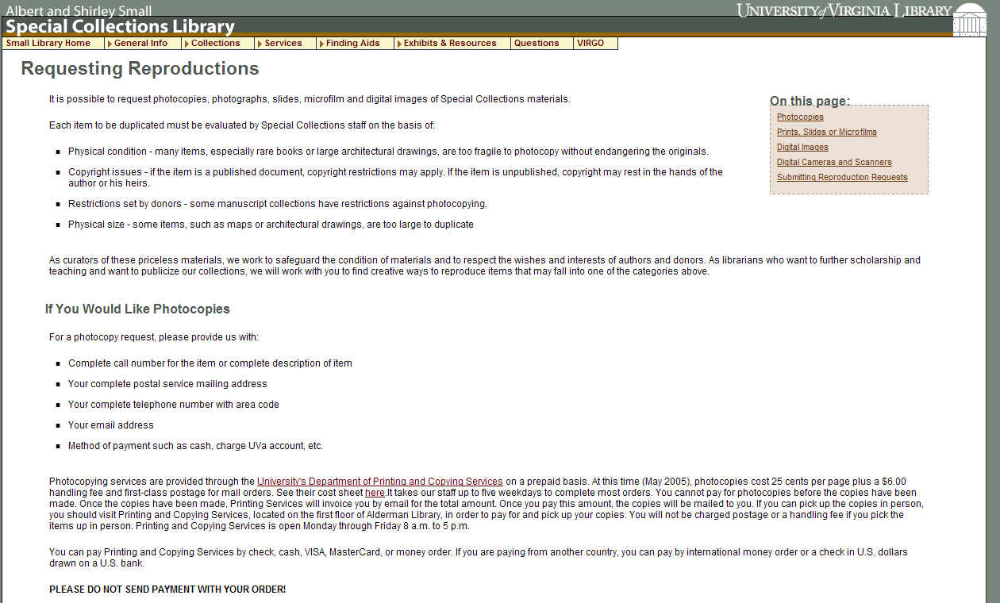 Albert and Shirley Small
Special Collections Library
UNIVERSITY of VIRGINIA LIBRARY
Small Library Home General Info Collections Services Finding Aids Exhibits & Resources Questions VIRGO
Requesting Reproductions
It is possible to request photocopies, photographs, slides, microfilm and digital images of Special Collections materials.
Each item to be duplicated must be evaluated by Special Collections staff on the basis of:
Physical condition - many items, especially rare books or large architectural drawings, are too fragile to photocopy without endangering the originals.
Copyright issues - if the item is a published document, copyright restrictions may apply. If the item is unpublished, copyright may rest in the hands of the
author or his heirs.
Restrictions set by donors - some manuscript collections have restrictions against photocopying.
Physical size - some items, such as maps or architectural drawings, are too large to duplicate
On this page:
Photocopies
Prints, Slides or Microfilms
Digital Images
Digital Cameras and Scanners
Submitting Reproduction Requests
As curators of these priceless materials, we work to safeguard the condition of materials and to respect the wishes and interests of authors and donors. As librarians who want to further scholarship and
teaching and want to publicize our collections, we will work with you to find creative ways to reproduce items that may fall into one of the categories above.
If You Would Like Photocopies
For a photocopy request, please provide us with:
Complete call number for the item or complete description of item
Your complete postal service mailing address
Your complete telephone number with area code
Your email address
Method of payment such as cash, charge UVa account, etc.
Photocopying services are provided through the University's Department of Printing and Copying Services on a prepaid basis. At this time (May 2005), photocopies cost 25 cents per page plus a $6.00
handling fee and first-class postage for mail orders. See their cost sheet here.It takes our staff up to five weekdays to complete most orders. You cannot pay for photocopies before the copies have been
made. Once the copies have been made, Printing Services will invoice you by email for the total amount. Once you pay this amount, the copies will be mailed to you. If you can pick up the copies in person,
you should visit Printing and Copying Services, located on the first floor of Alderman Library, in order to pay for and pick up your copies. You will not be charged postage or a handling fee if you pick the
items up in person. Printing and Copying Services is open Monday through Friday 8 a.m. to 5 p.m.
You can pay Printing and Copying Services by check, cash, VISA, MasterCard, or money order. If you are paying from another country, you can pay by international money order or a check in U.S. dollars
drawn on a U.S. bank.
PLEASE DO NOT SEND PAYMENT WITH YOUR ORDER!